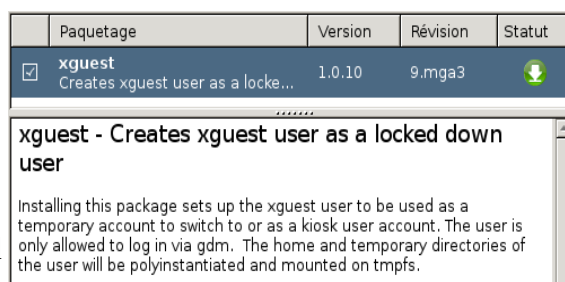 Paquetage Version Révision Statut
xguest
Creates xguest user as a locke... 1.0.10 9.mga3
xguest - Creates xguest user as a locked down
user
Installing this package sets up the xguest user to be used as a
temporary account to switch to or as a kiosk user account. The user is
only allowed to log in via gdm.  The home and temporary directories of
the user will be polyinstantiated and mounted on tmpfs.